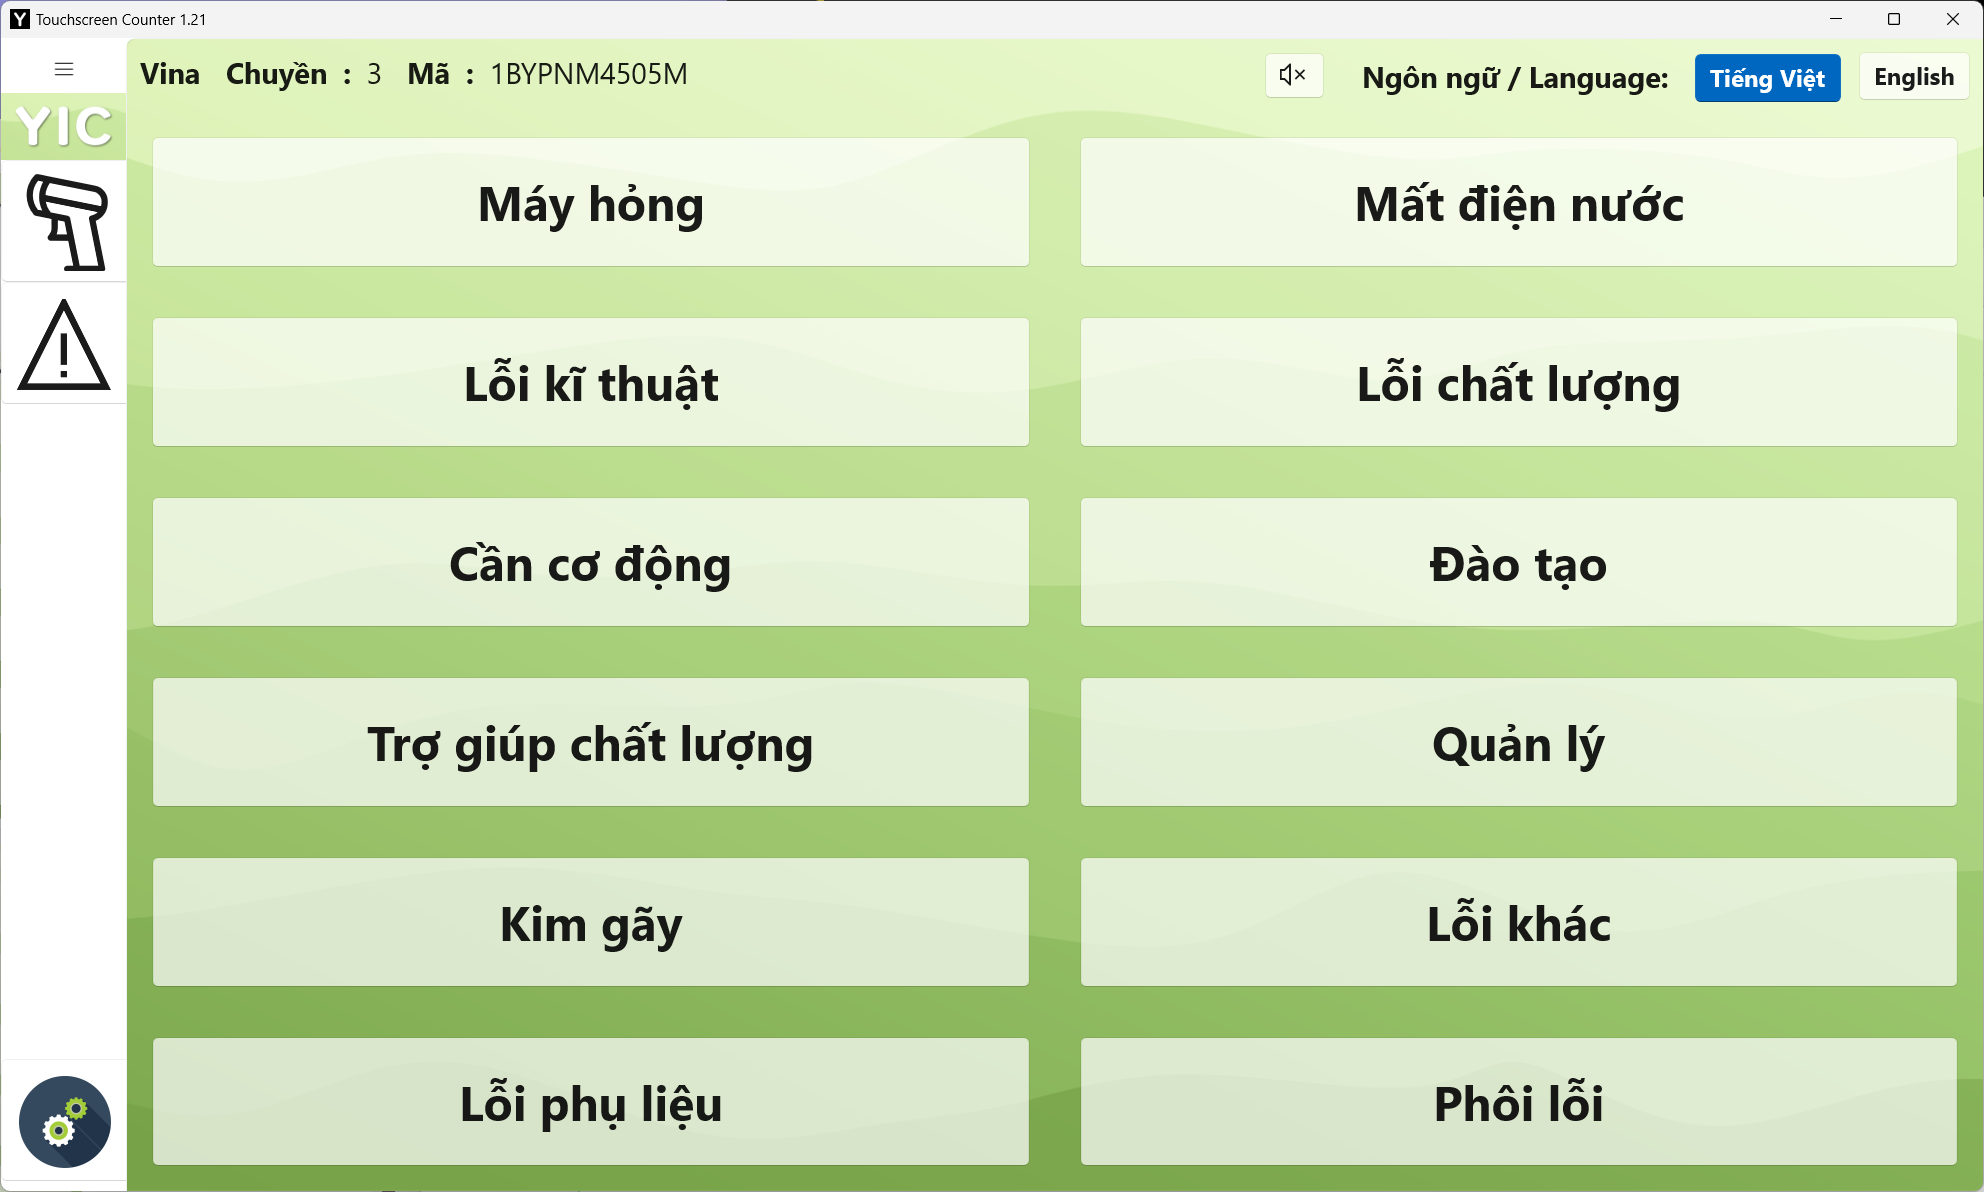 Touchscreen Counter 1.21
Vina Chuyền : 3 Mã : 1BYPNM4505M
Ngôn ngữ / Language: Tiếng Việt English
YIC
Máy hỏng
Mất điện nước
Lỗi kĩ thuật
Lỗi chất lượng
Cần cơ động
Đào tạo
Trợ giúp chất lượng
Quản lý
Kim gãy
Lỗi khác
Lỗi phụ liệu
Phôi lỗi